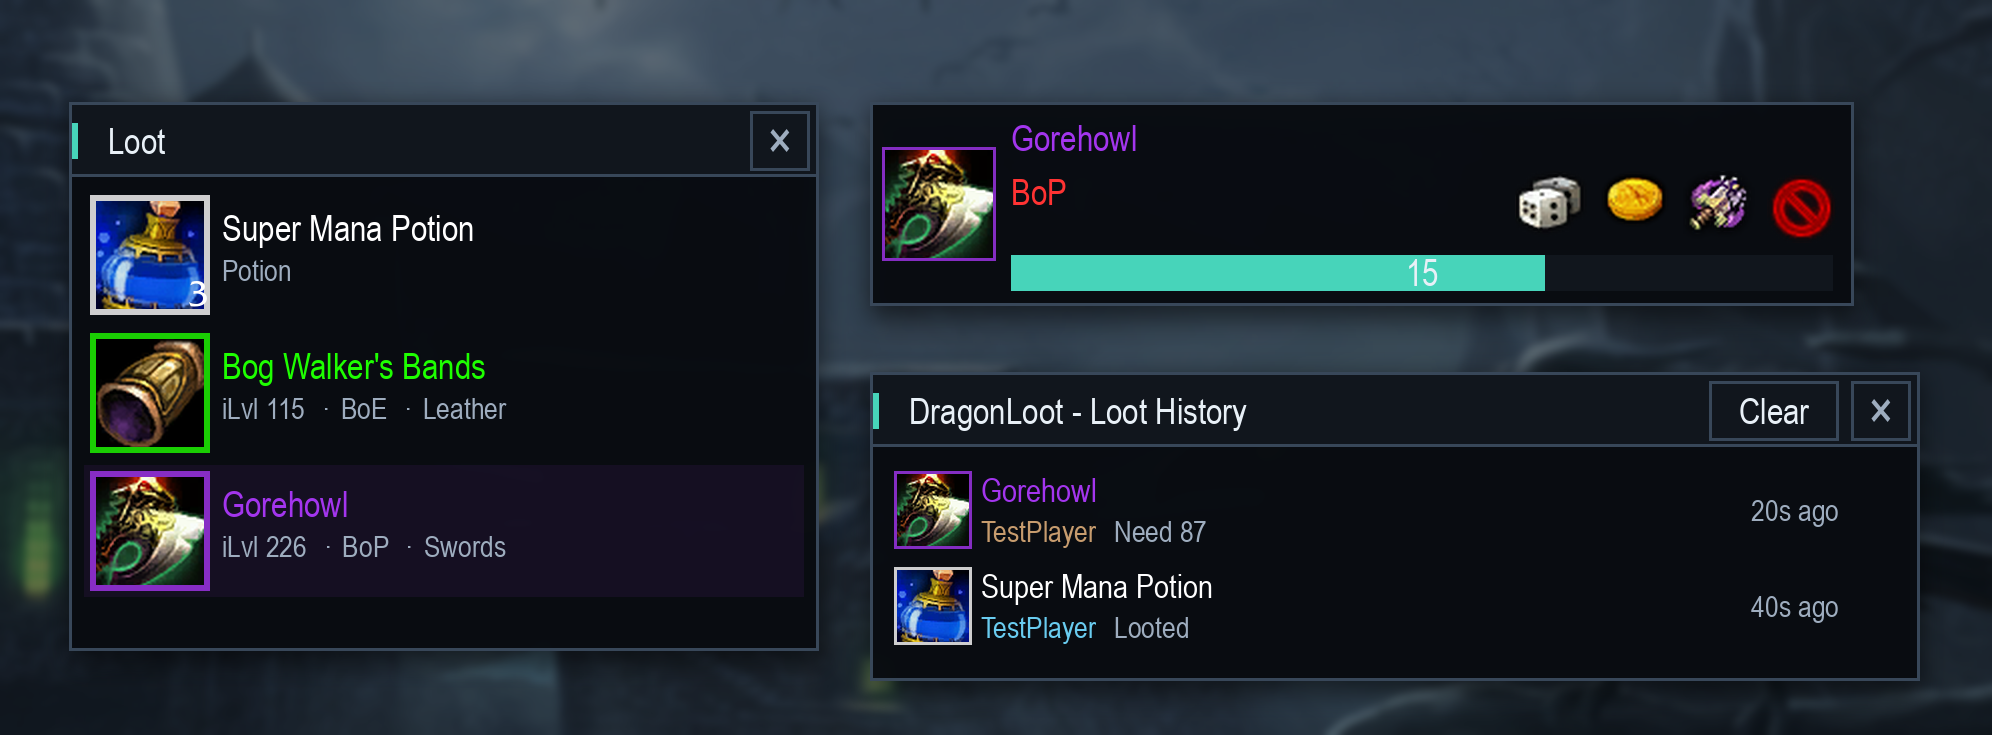 Loot
×
Super Mana Potion
Potion
3
Bog Walker's Bands
iLvl 115 · BoE · Leather
Gorehowl
iLvl 226 · BoP · Swords
Gorehowl
BoP
15
DragonLoot - Loot History
Clear
×
Gorehowl
TestPlayer Need 87
20s ago
Super Mana Potion
TestPlayer Looted
40s ago